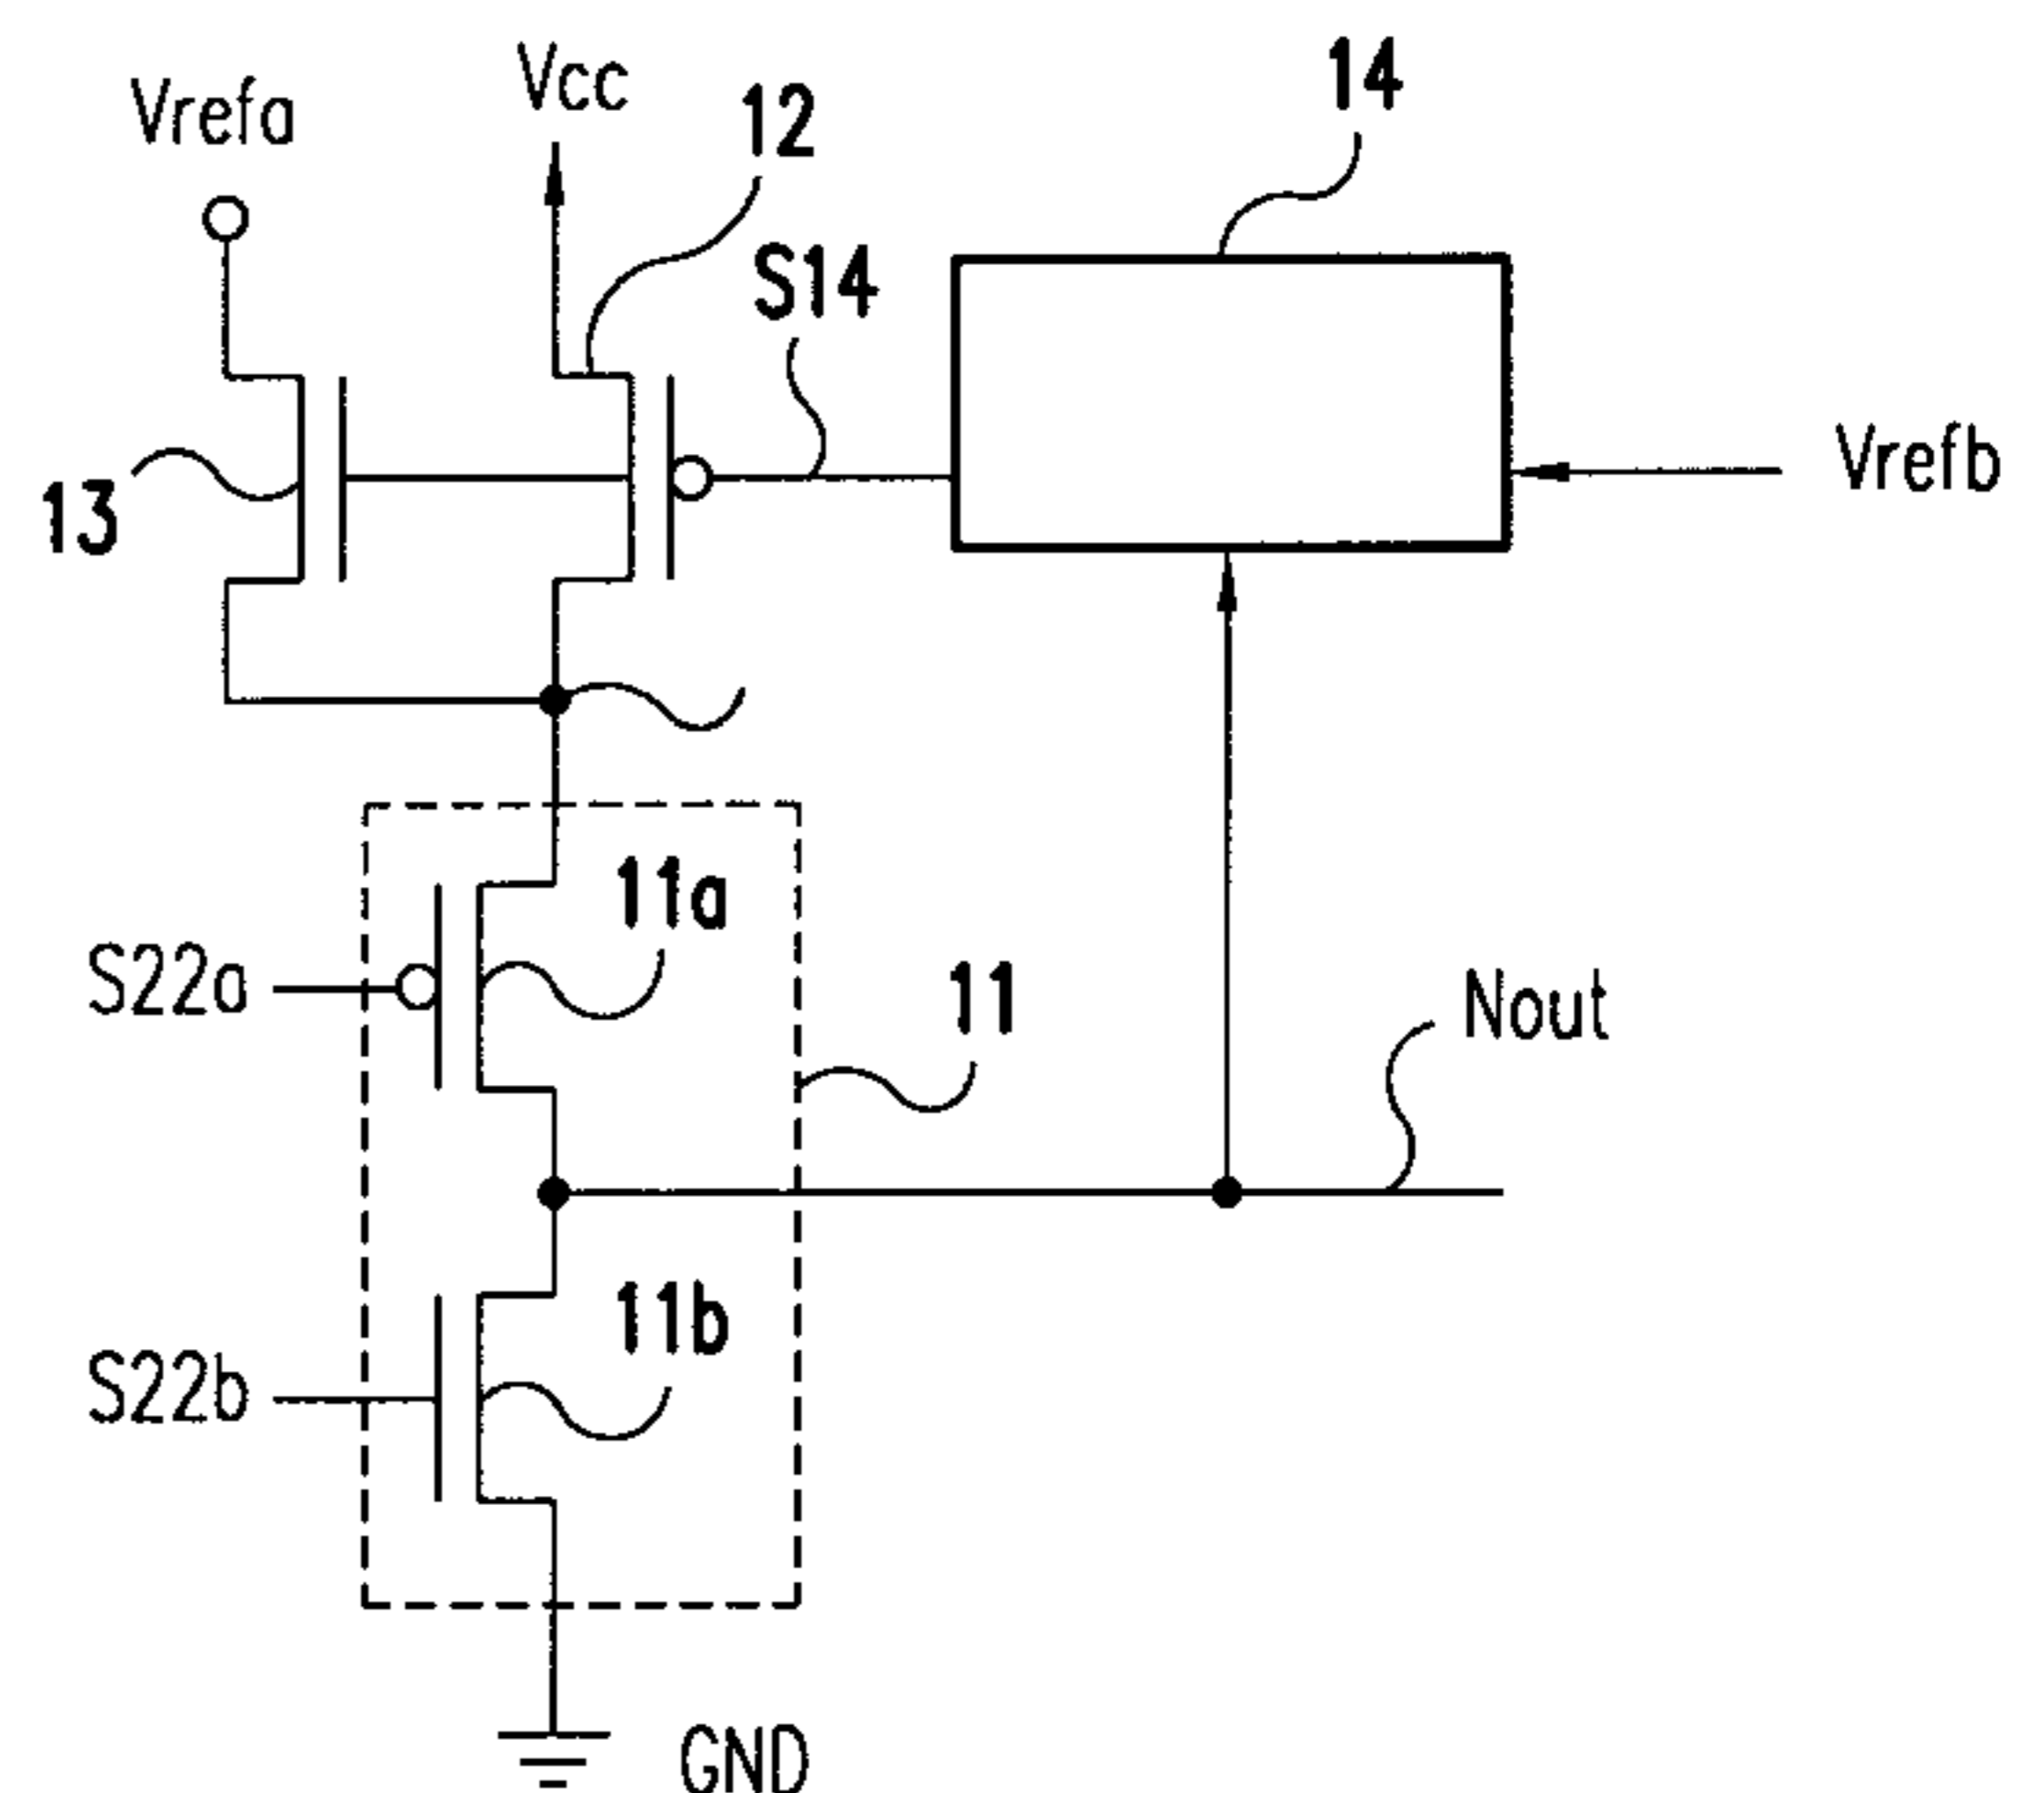 Vrefa
Vcc
12
14
S14
Vrefb
13
11a
S22a
11
Nout
11b
S22b
GND